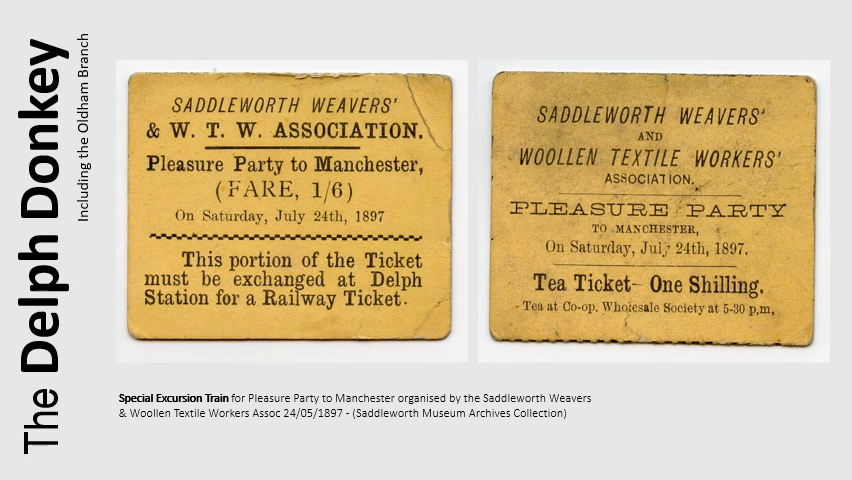 The Delph Donkey
Including the Oldham Branch
SADDLEWORTH WEAVERS'
& W. T. W. ASSOCIATION.
Pleasure Party to Manchester,
(FARE, 1/6)
On Saturday, July 24th, 1897
This portion of the Ticket
must be exchanged at Delph
Station for a Railway Ticket.
SADDLEWORTH WEAVERS'
AND
WOOLLEN TEXTILE WORKERS'
ASSOCIATION.
PLEASURE PARTY
TO MANCHESTER,
On Saturday, July 24th, 1897.
Tea Ticket- One Shilling.
Tea at Co-op. Wholesale Society at 5-30 p,m,
Special Excursion Train for Pleasure Party to Manchester organised by the Saddleworth Weavers
& Woollen Textile Workers Assoc 24/05/1897 - (Saddleworth Museum Archives Collection)